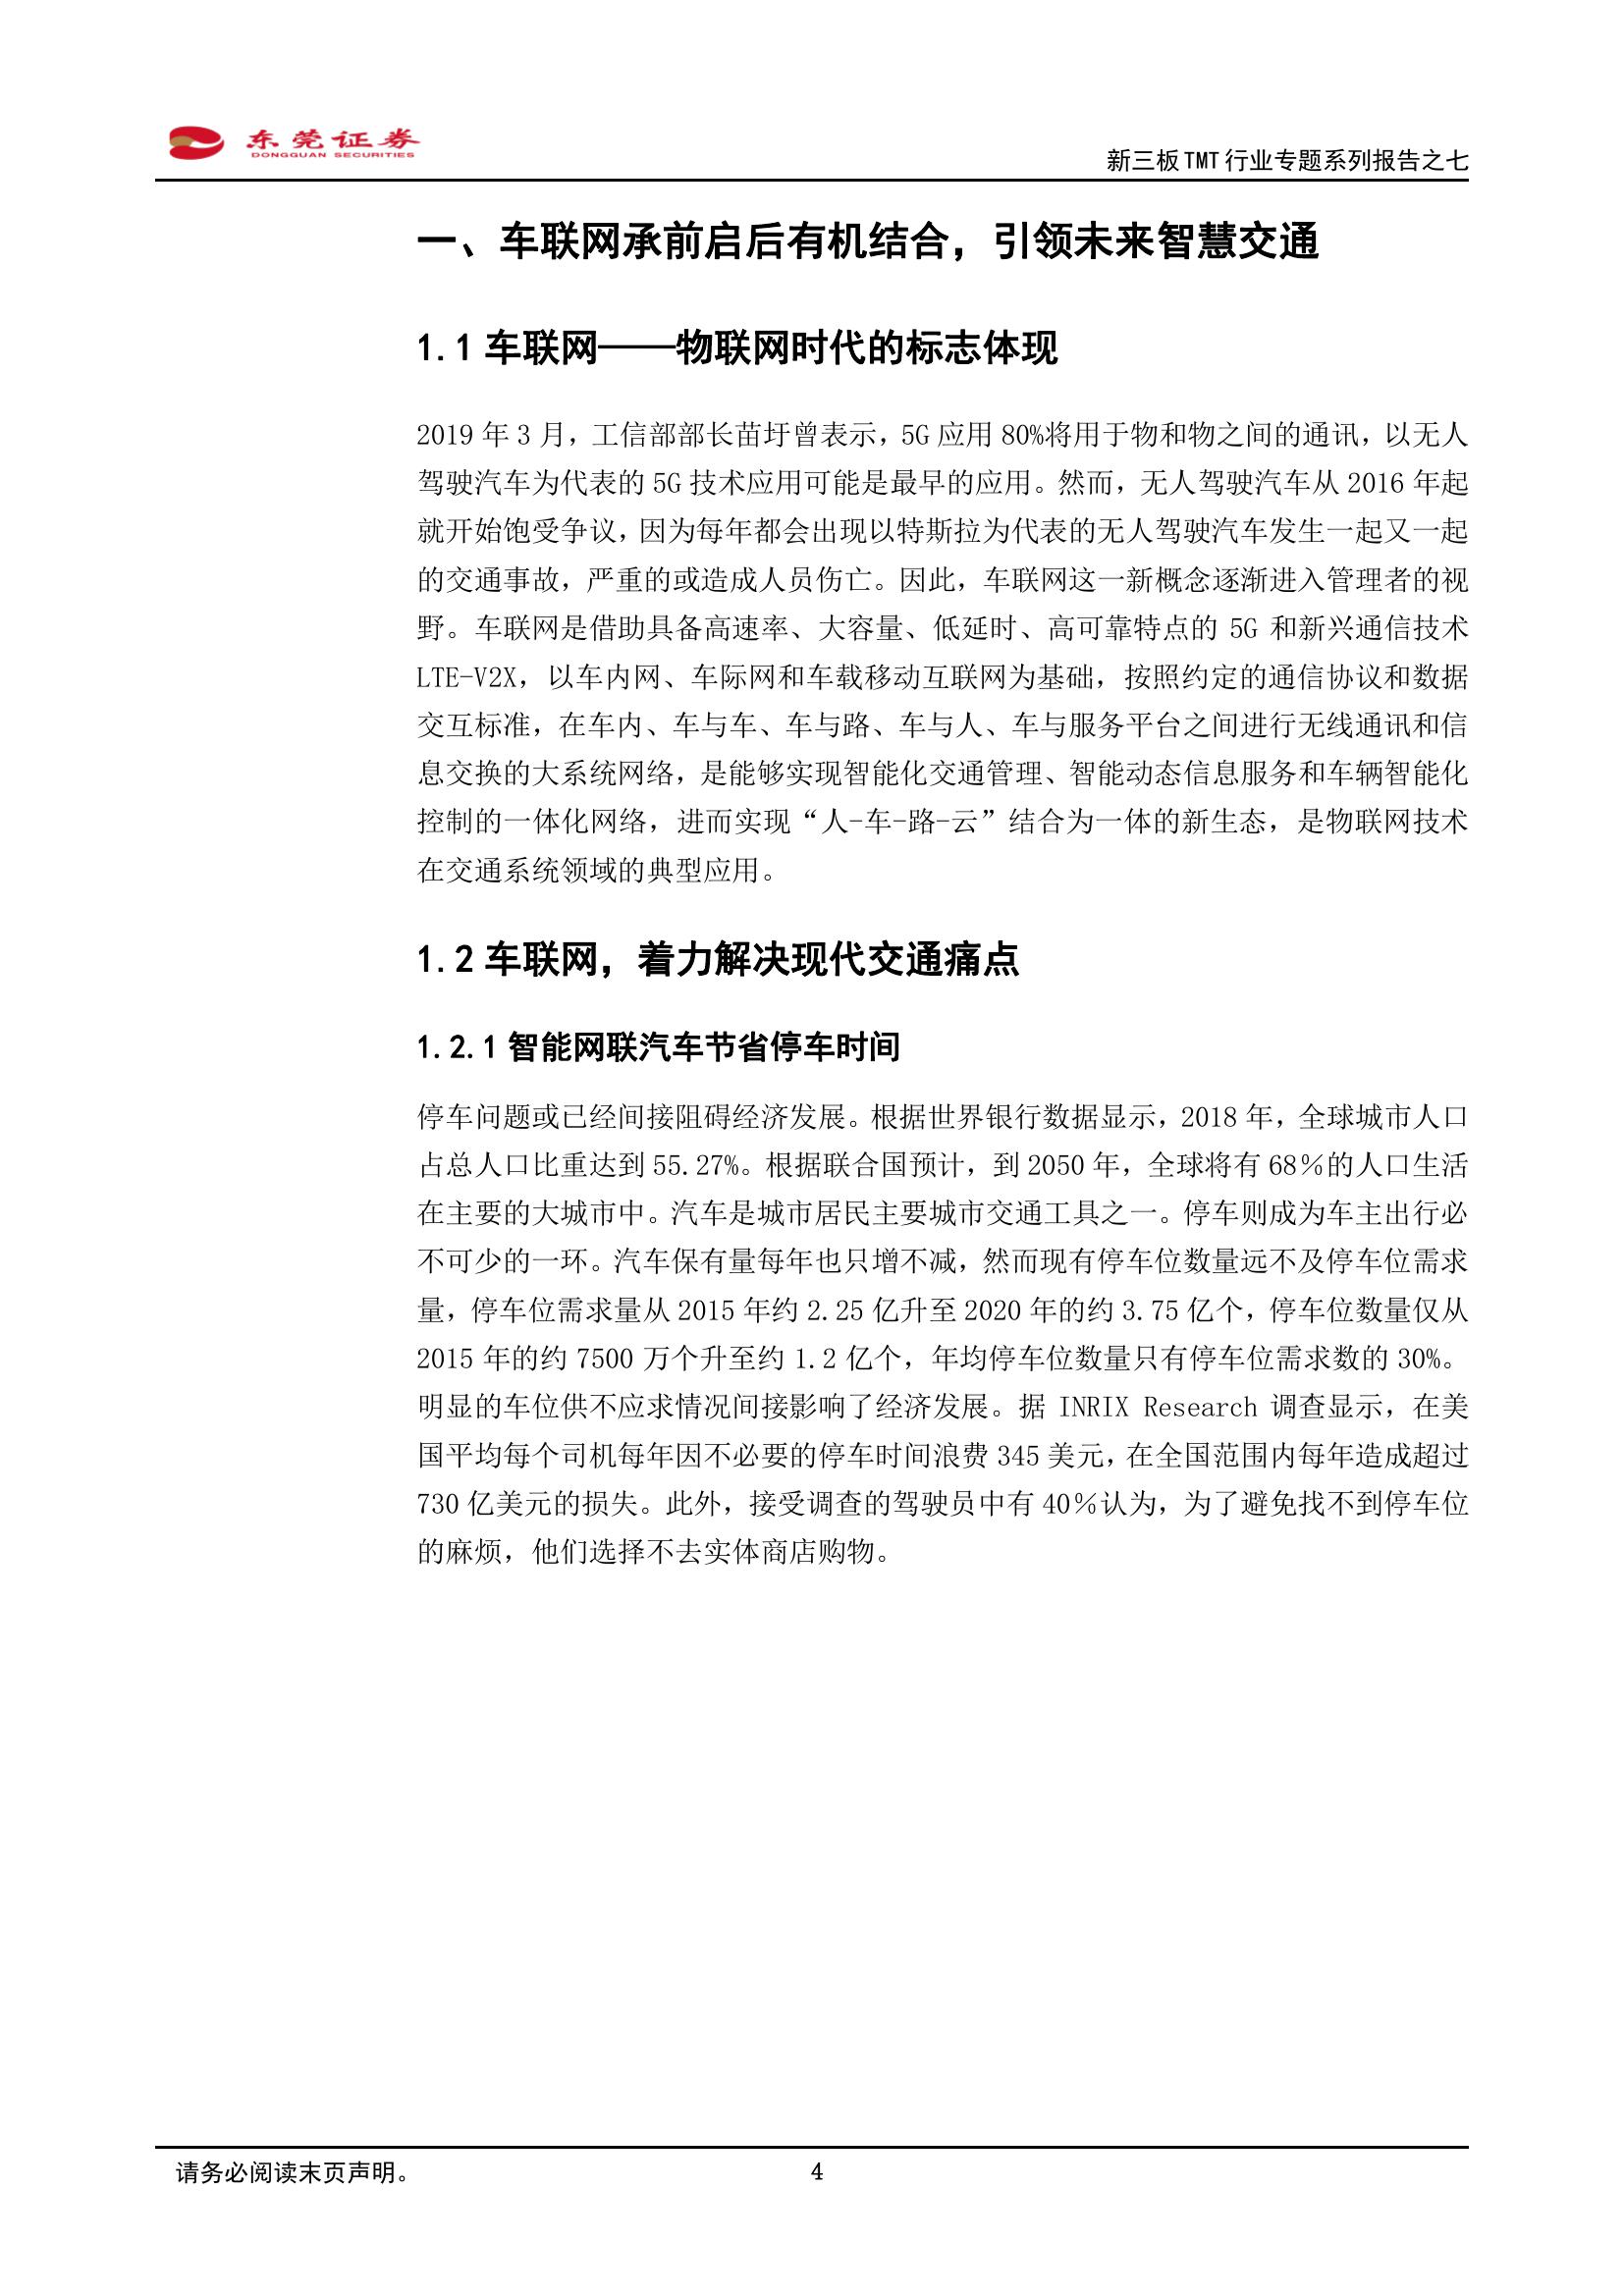 东莞证券
DONGGUAN SECURITIES
新三板 TMT 行业专题系列报告之七
一、车联网承前启后有机结合，引领未来智慧交通
1.1 车联网——物联网时代的标志体现
2019 年 3 月，工信部部长苗圩曾表示，5G 应用 80%将用于物和物之间的通讯，以无人
驾驶汽车为代表的 5G 技术应用可能是最早的应用。然而，无人驾驶汽车从 2016 年起
就开始饱受争议，因为每年都会出现以特斯拉为代表的无人驾驶汽车发生一起又一起
的交通事故，严重的或造成人员伤亡。因此，车联网这一新概念逐渐进入管理者的视
野。车联网是借助具备高速率、大容量、低延时、高可靠特点的 5G 和新兴通信技术
LTE-V2X，以车内网、车际网和车载移动互联网为基础，按照约定的通信协议和数据
交互标准，在车内、车与车、车与路、车与人、车与服务平台之间进行无线通讯和信
息交换的大系统网络，是能够实现智能化交通管理、智能动态信息服务和车辆智能化
控制的一体化网络，进而实现“人-车-路-云”结合为一体的新生态，是物联网技术
在交通系统领域的典型应用。
1.2 车联网，着力解决现代交通痛点
1.2.1 智能网联汽车节省停车时间
停车问题或已经间接阻碍经济发展。根据世界银行数据显示，2018 年，全球城市人口
占总人口比重达到 55.27%。根据联合国预计，到 2050 年，全球将有 68％的人口生活
在主要的大城市中。汽车是城市居民主要城市交通工具之一。停车则成为车主出行必
不可少的一环。汽车保有量每年也只增不减，然而现有停车位数量远不及停车位需求
量，停车位需求量从 2015 年约 2.25 亿升至 2020 年的约 3.75 亿个，停车位数量仅从
2015 年的约 7500 万个升至约 1.2 亿个，年均停车位数量只有停车位需求数的 30%。
明显的车位供不应求情况间接影响了经济发展。据 INRIX Research 调查显示，在美
国平均每个司机每年因不必要的停车时间浪费 345 美元，在全国范围内每年造成超过
730 亿美元的损失。此外，接受调查的驾驶员中有 40％认为，为了避免找不到停车位
的麻烦，他们选择不去实体商店购物。
请务必阅读末页声明。
4